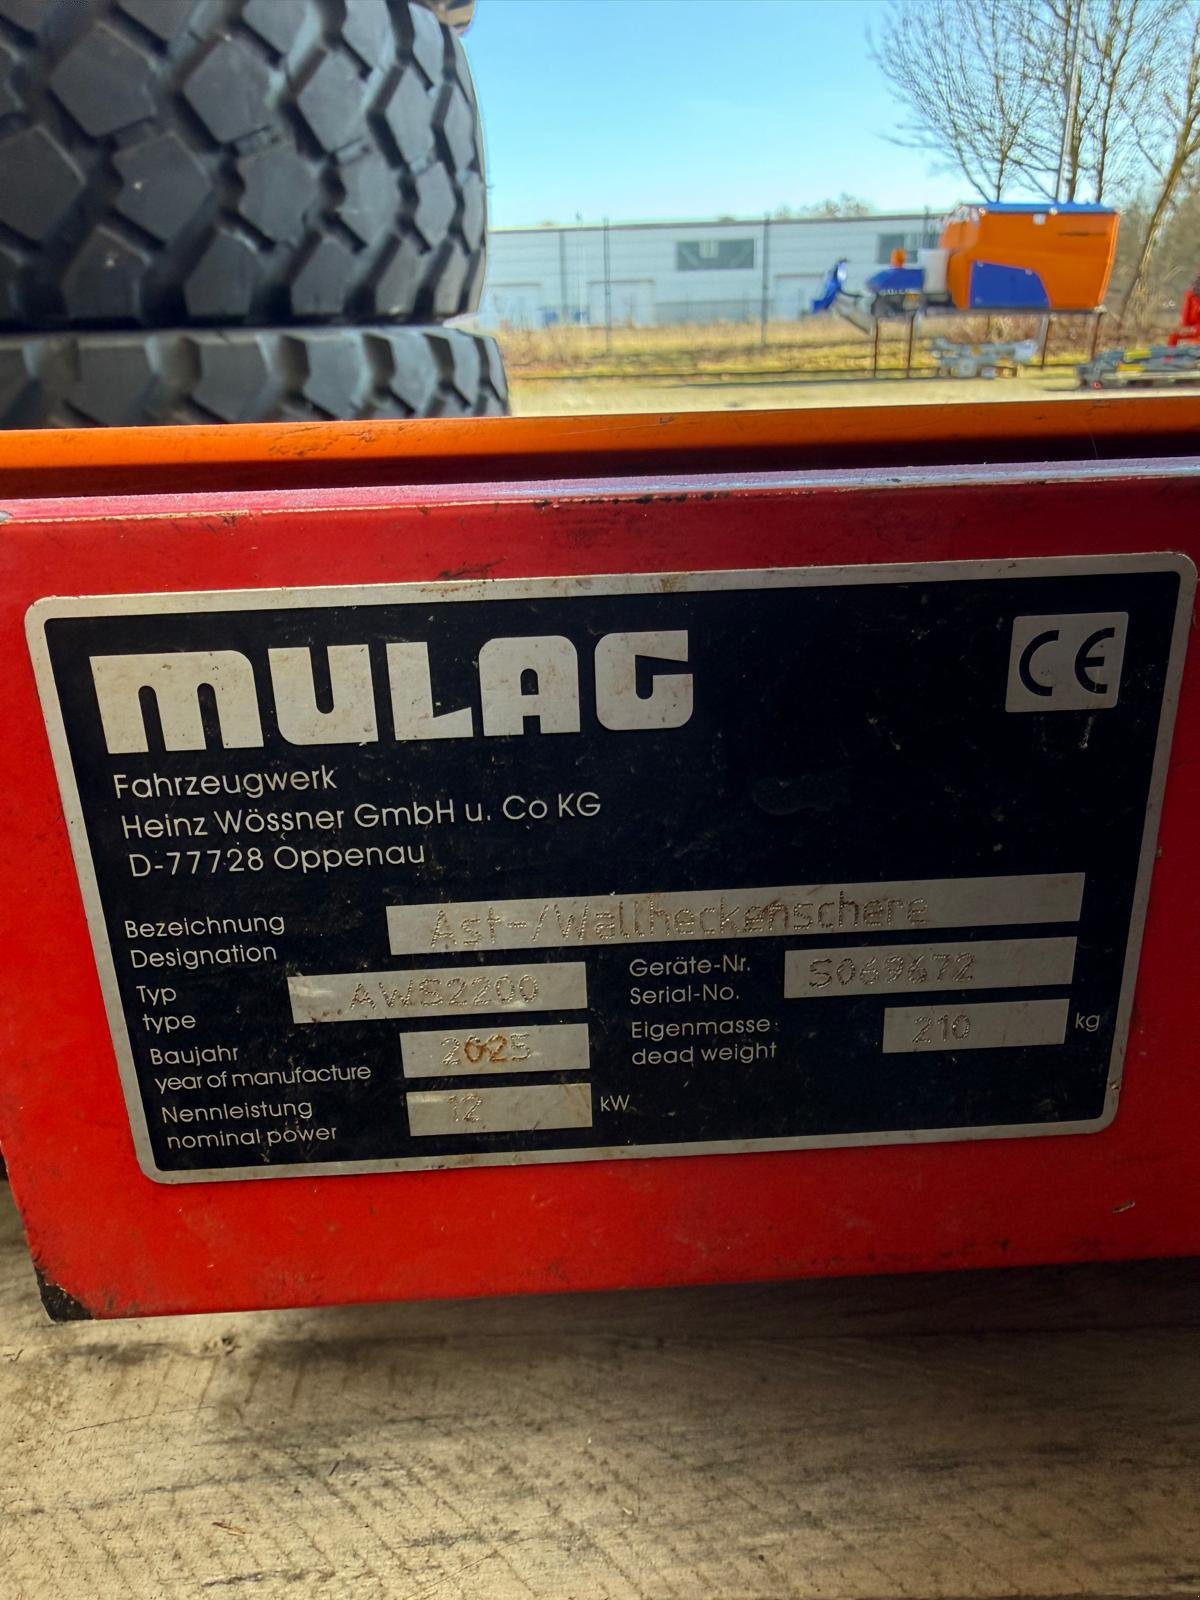 MULAG
CE
Fahrzeugwerk
Heinz Wössner GmbH u. Co KG
D-77728 Oppenau
Bezeichnung
Designation
Ast-/Wallheckenschere
Typ
type
AWS2200
Geräte-Nr.
Serial-No.
S069672
Baujahr
year of manufacture
2025
Eigenmasse
dead weight
210 kg
Nennleistung
nominal power
12 kW